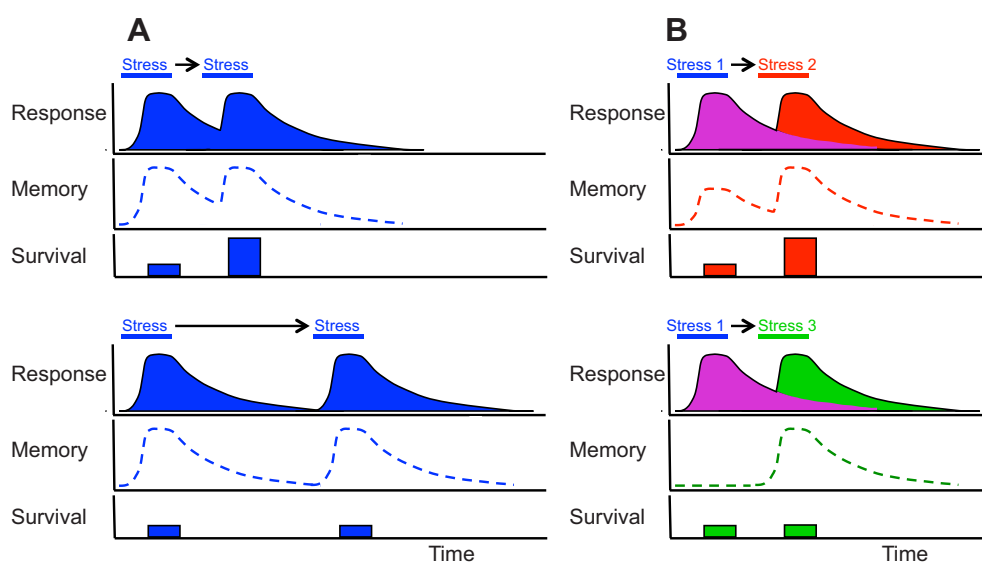 A
Stress Stress
Response
Memory
Survival
Stress Stress
Response
Memory
Survival
Time
B
Stress 1 Stress 2
Response
Memory
Survival
Stress 1 Stress 3
Response
Memory
Survival
Time